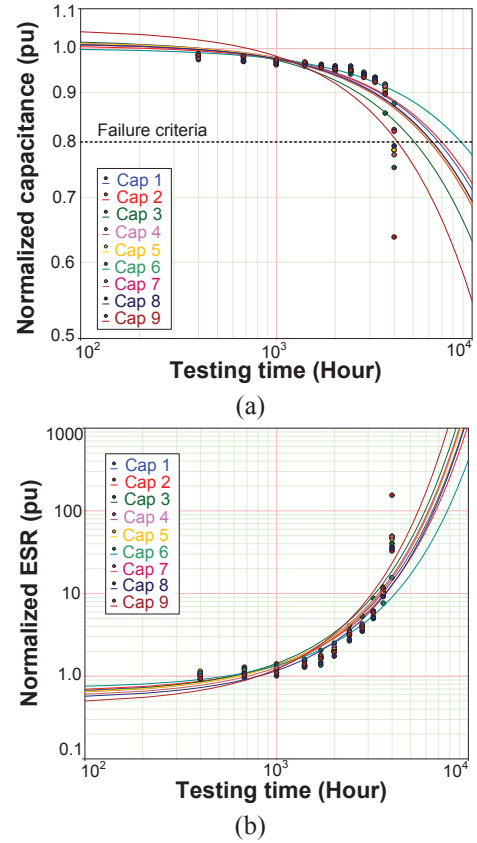 Normalized capacitance (pu)
1.1
1.0
0.9
0.8
0.7
0.6
0.5
Failure criteria
Cap 1
Cap 2
Cap 3
Cap 4
Cap 5
Cap 6
Cap 7
Cap 8
Cap 9
10²
10³
10⁴
Testing time (Hour)
(a)
Normalized ESR (pu)
1000
100
10
1.0
0.1
Cap 1
Cap 2
Cap 3
Cap 4
Cap 5
Cap 6
Cap 7
Cap 8
Cap 9
10²
10³
10⁴
Testing time (Hour)
(b)